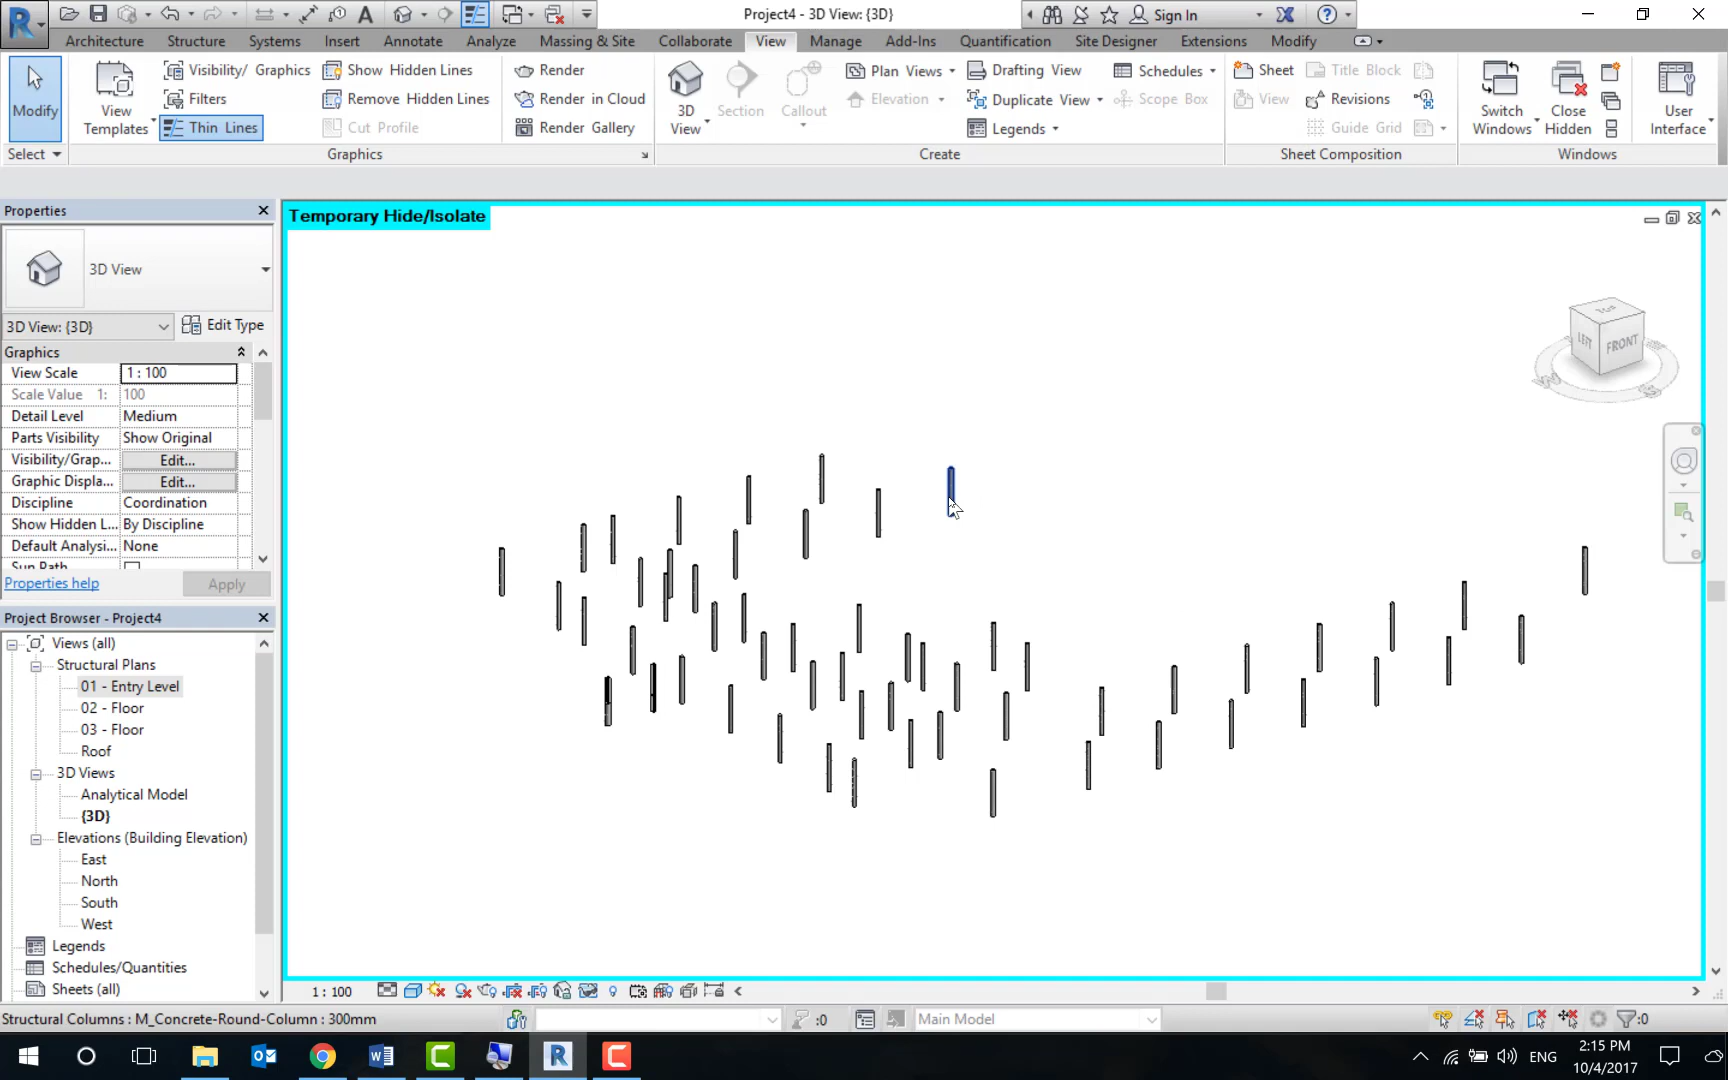 Project4 - 3D View: {3D}
Sign In
Architecture Structure Systems Insert Annotate Analyze Massing & Site Collaborate View Manage Add-Ins Quantification Site Designer Extensions Modify
Modify
View
Templates
Visibility/ Graphics
Filters
Thin Lines
Show Hidden Lines
Remove Hidden Lines
Cut Profile
Render
Render in Cloud
Render Gallery
3D
View
Section
Callout
Plan Views
Elevation
Drafting View
Duplicate View
Legends
Schedules
Scope Box
Sheet
View
Title Block
Revisions
Guide Grid
Switch
Windows
Close
Hidden
User
Interface
Select
Graphics
Create
Sheet Composition
Windows
Properties
3D View
3D View: {3D}
Edit Type
Graphics
View Scale 1 : 100
Scale Value 1: 100
Detail Level Medium
Parts Visibility Show Original
Visibility/Grap... Edit...
Graphic Displa... Edit...
Discipline Coordination
Show Hidden L... By Discipline
Default Analysi... None
Sun Path
Properties help
Apply
Project Browser - Project4
Views (all)
Structural Plans
01 - Entry Level
02 - Floor
03 - Floor
Roof
3D Views
Analytical Model
{3D}
Elevations (Building Elevation)
East
North
South
West
Legends
Schedules/Quantities
Sheets (all)
Temporary Hide/Isolate
TOP
LEFT
FRONT
W
S
1 : 100
Structural Columns : M_Concrete-Round-Column : 300mm
:0
Main Model
:0
ENG
2:15 PM
10/4/2017